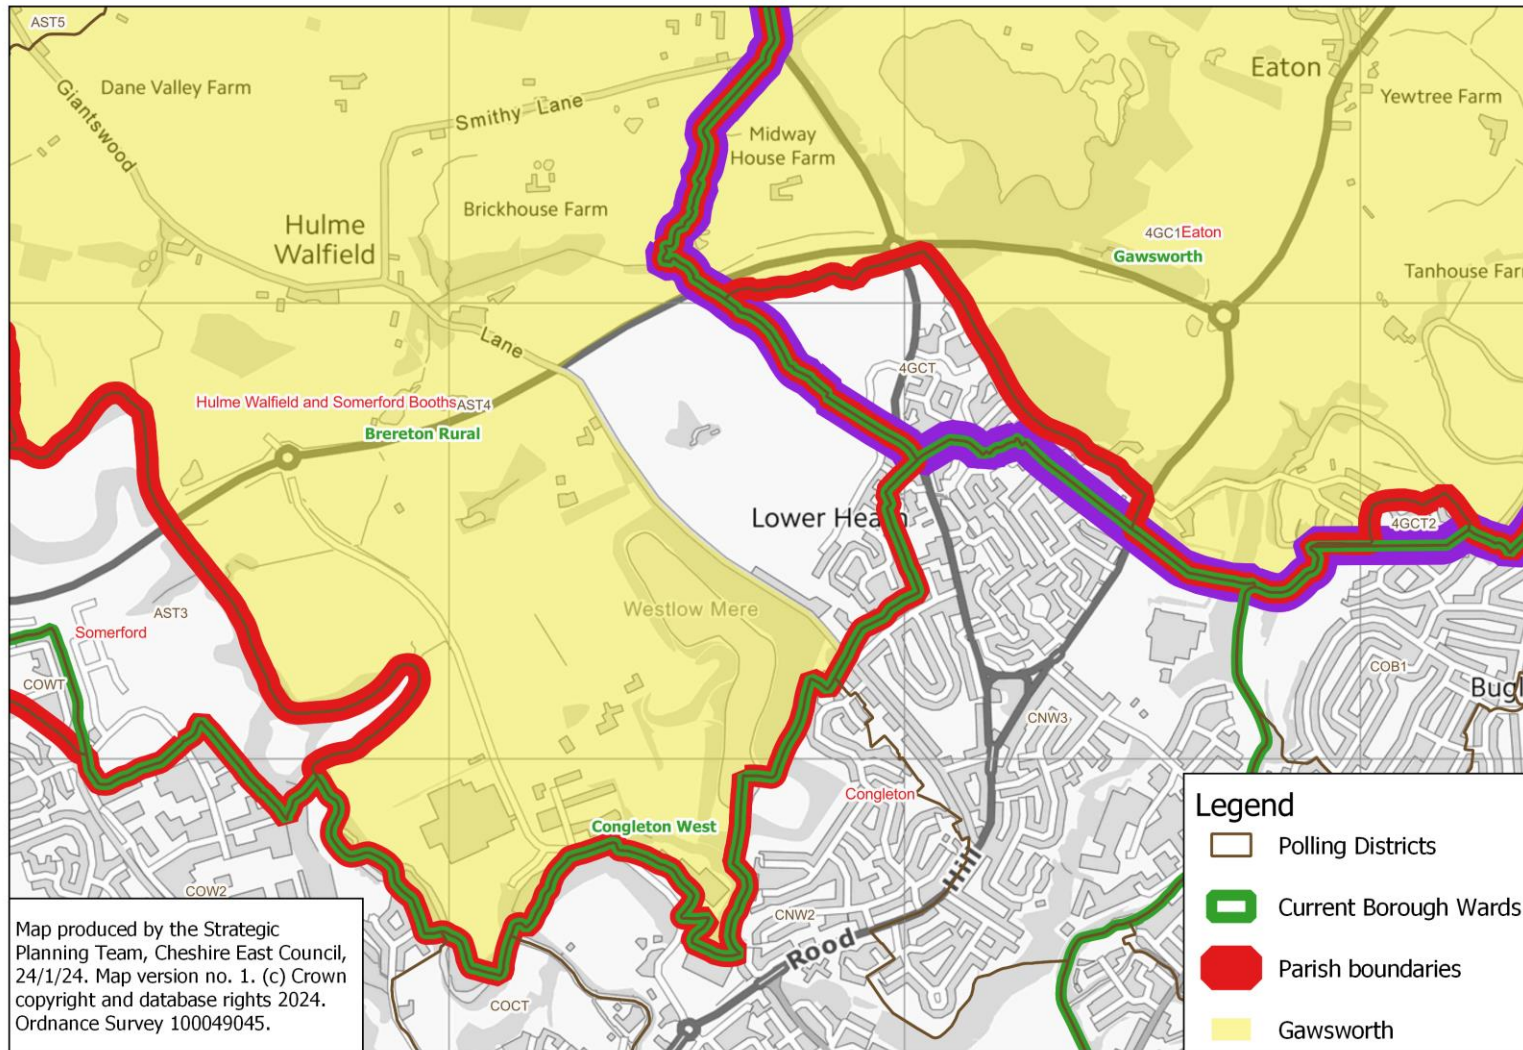 AST5
Dane Valley Farm
Giantswood
Smithy Lane
Midway
House Farm
Eaton
Yewtree Farm
Hulme
Walfield
Brickhouse Farm
4GC1Eaton
Gawsworth
Tanhouse Farm
Lane
4GCT
Hulme Walfield and Somerford BoothsAST4
Brereton Rural
Lower Heath
4GCT2
AST3
Somerford
Westlow Mere
COWT
COB1
Bugl
CNW3
Congleton
Congleton West
COW2
CNW2
Rood
Hill
COCT
Map produced by the Strategic
Planning Team, Cheshire East Council,
24/1/24. Map version no. 1. (c) Crown
copyright and database rights 2024.
Ordnance Survey 100049045.
Legend
Polling Districts
Current Borough Wards
Parish boundaries
Gawsworth